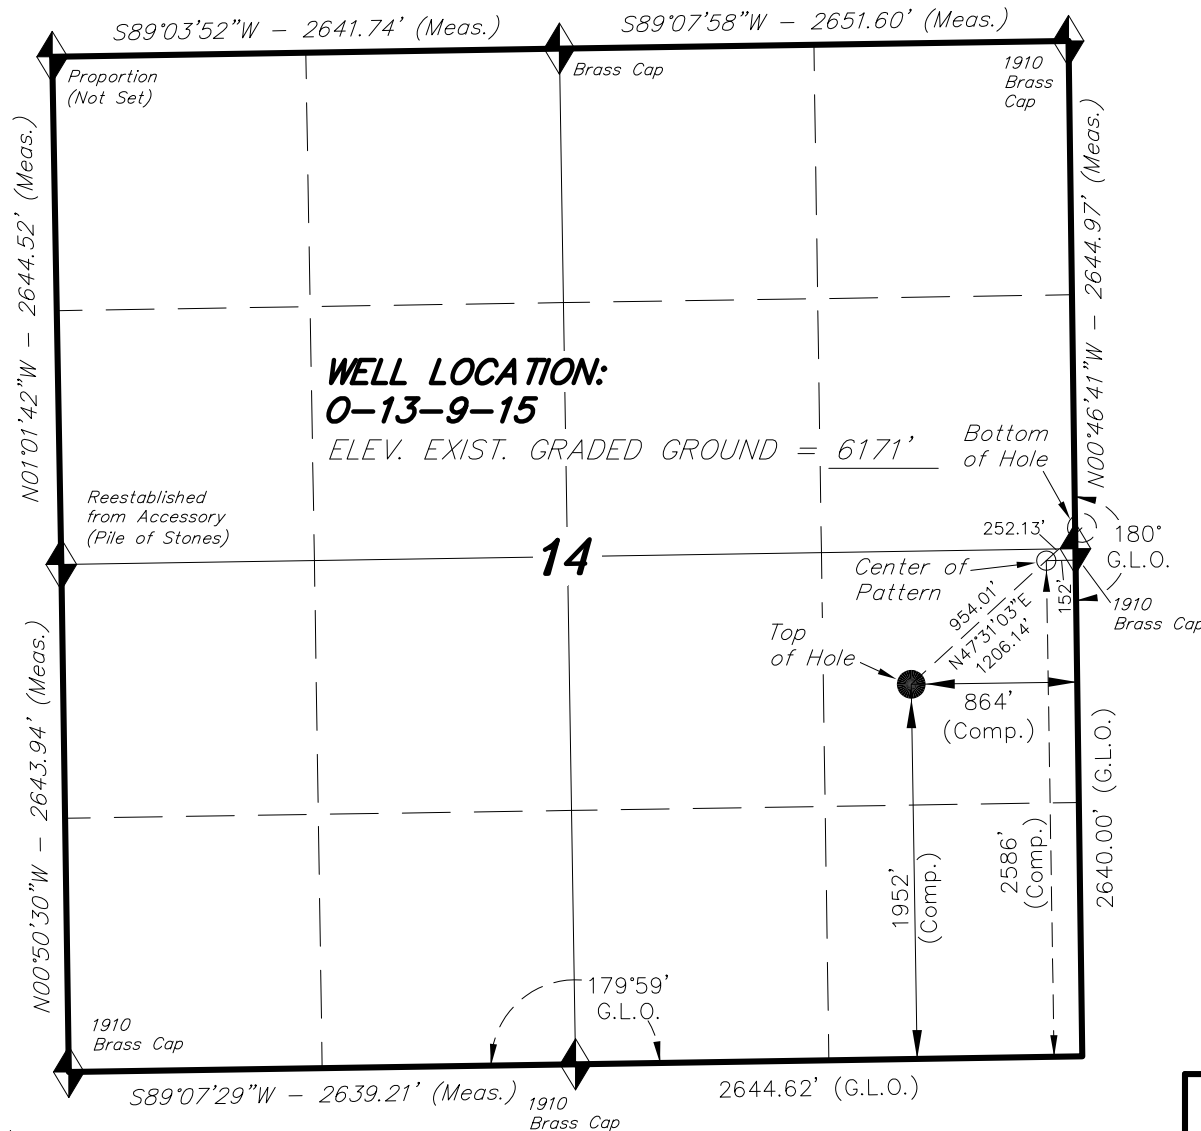 S89°03'52"W - 2641.74' (Meas.)
S89°07'58"W - 2651.60' (Meas.)
Proportion
(Not Set)
Brass Cap
1910
Brass
Cap
N01°01'42"W - 2644.52' (Meas.)
N00°46'41"W - 2644.97' (Meas.)
WELL LOCATION:
O-13-9-15
ELEV. EXIST. GRADED GROUND = 6171'
Bottom
of Hole
Reestablished
from Accessory
(Pile of Stones)
14
252.13'
180°
G.L.O.
Center of
Pattern
152'
1910
Brass Cap
954.01'
N47°31'03"E
1206.14'
Top
of Hole
864'
(Comp.)
N00°50'30"W - 2643.94' (Meas.)
1952'
(Comp.)
2586'
(Comp.)
2640.00' (G.L.O.)
179°59'
G.L.O.
1910
Brass Cap
S89°07'29"W - 2639.21' (Meas.)
1910
Brass Cap
2644.62' (G.L.O.)